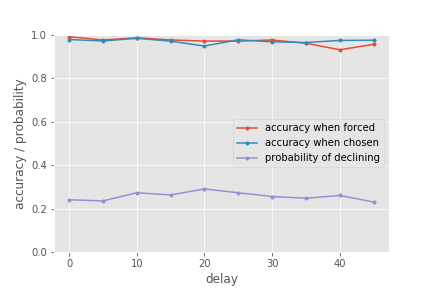 1.0
0.8
0.6
0.4
0.2
0.0
accuracy / probability
accuracy when forced
accuracy when chosen
probability of declining
0 10 20 30 40
delay